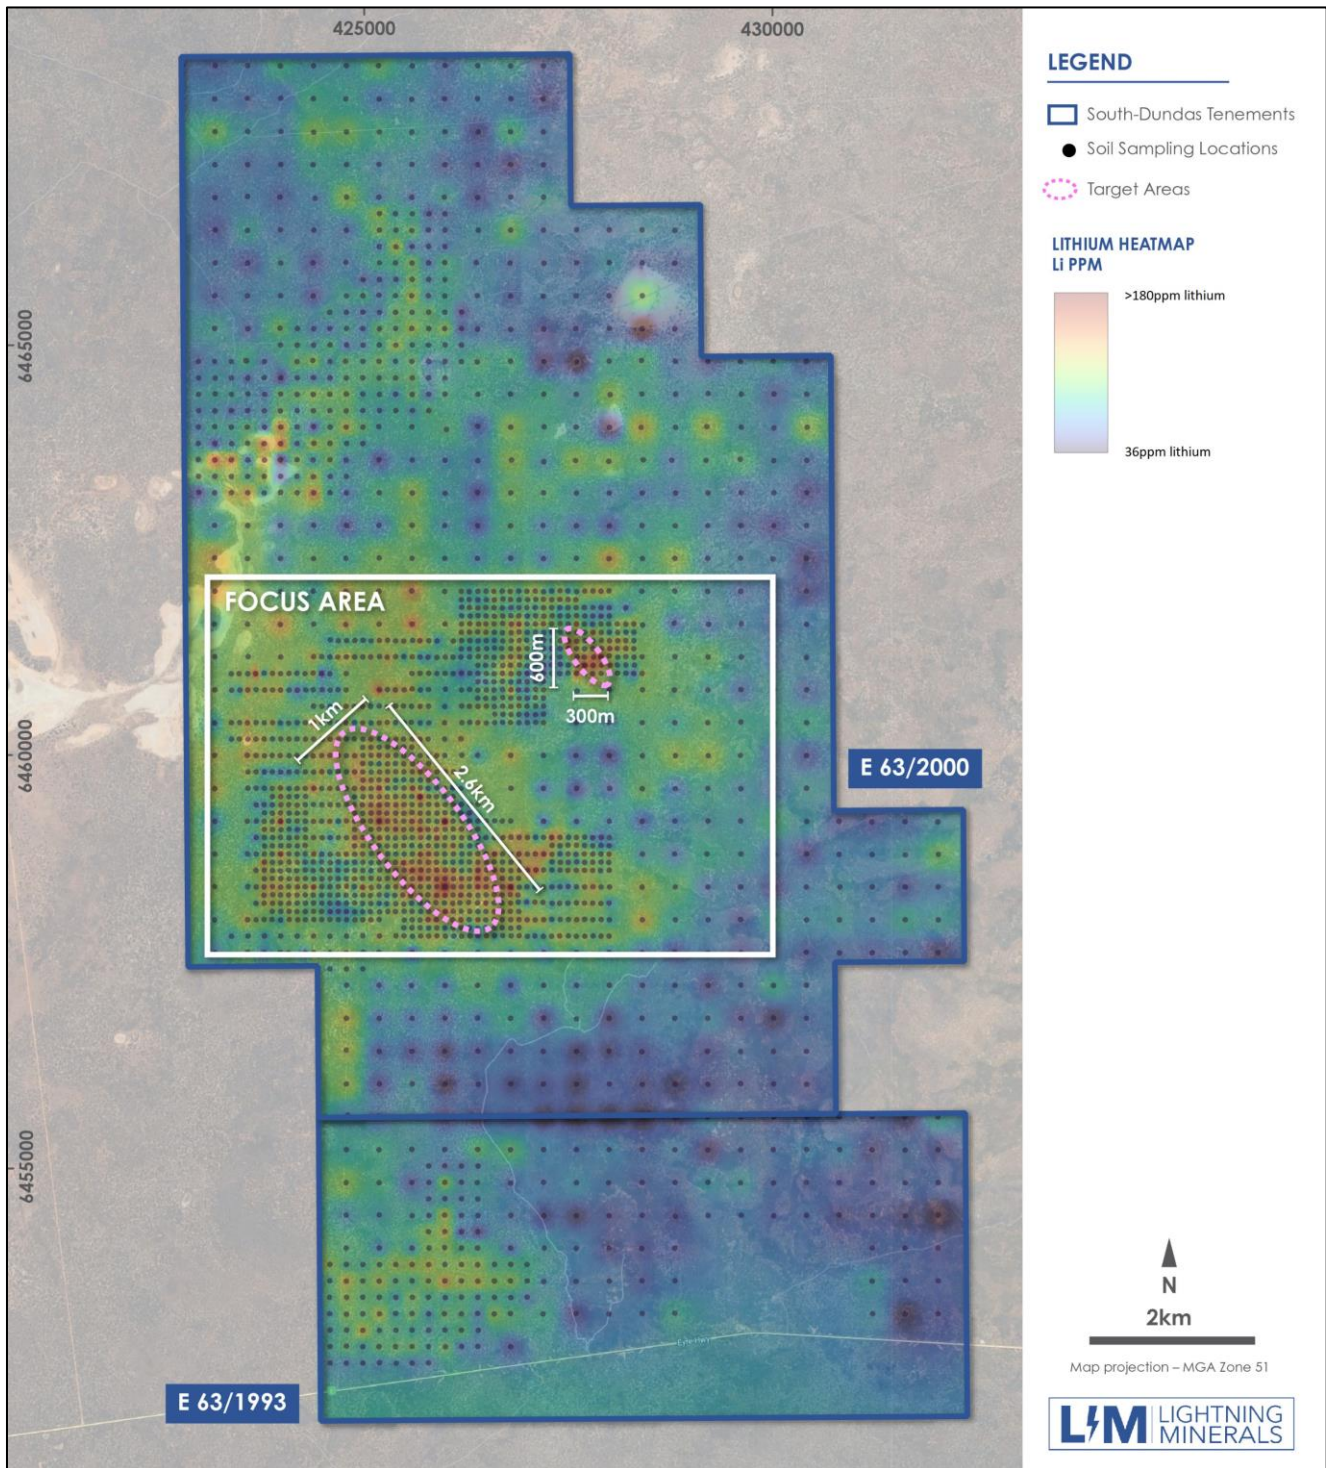 425000
430000
LEGEND
South-Dundas Tenements
Soil Sampling Locations
Target Areas
LITHIUM HEATMAP
Li PPM
>180ppm lithium
36ppm lithium
6465000
FOCUS AREA
600m
300m
1km
2.6km
6460000
E 63/2000
6455000
E 63/1993
N
2km
Map projection – MGA Zone 51
LM LIGHTNING
MINERALS